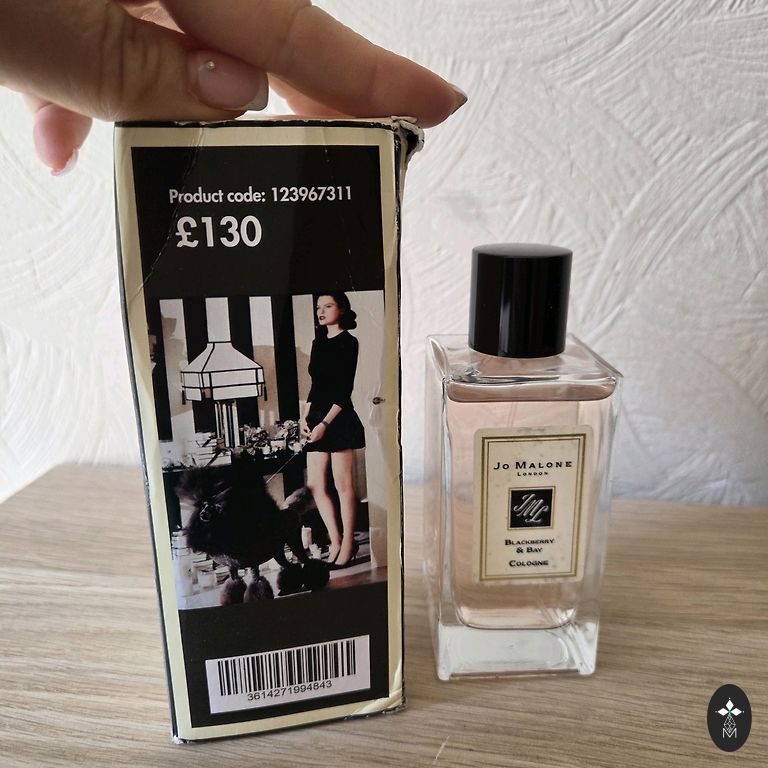 Product code: 123967311
£130
3614271994843
JO MALONE
LONDON
JML
BLACKBERRY
& BAY
COLOGNE
M